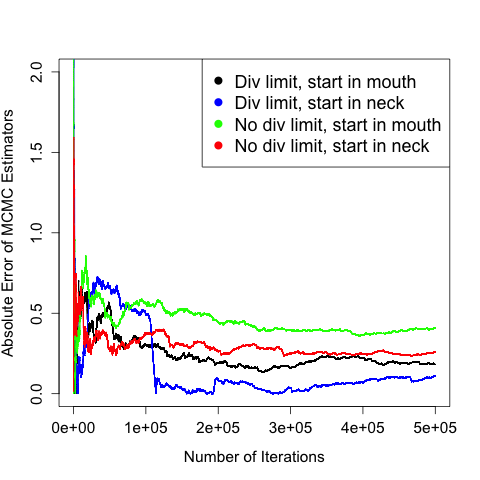 Div limit, start in mouth
Div limit, start in neck
No div limit, start in mouth
No div limit, start in neck
Absolute Error of MCMC Estimators
2.0
1.5
1.0
0.5
0.0
0e+00 1e+05 2e+05 3e+05 4e+05 5e+05
Number of Iterations